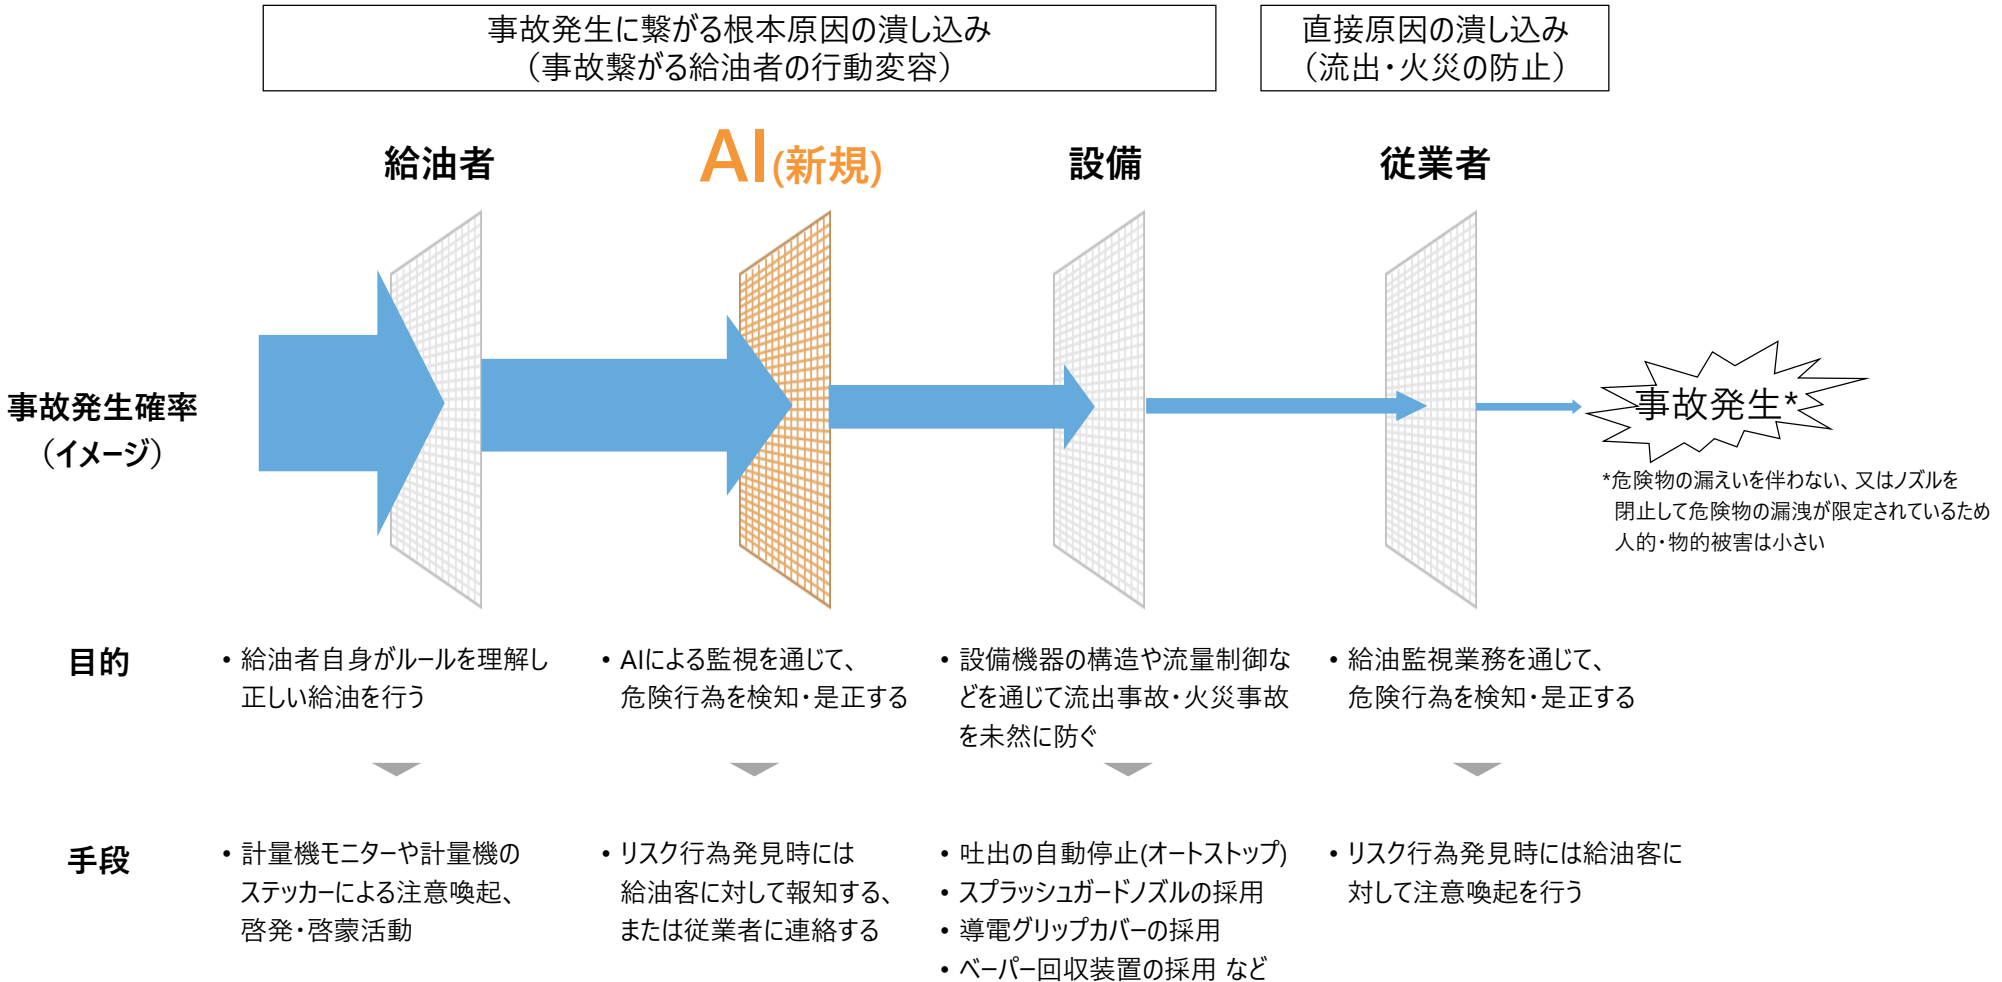 事故発生に繋がる根本原因の潰し込み
（事故繋がる給油者の行動変容）
直接原因の潰し込み
（流出・火災の防止）
給油者
AI(新規)
設備
従業者
事故発生確率
（イメージ）
事故発生*
*危険物の漏えいを伴わない、又はノズルを
閉止して危険物の漏洩が限定されているため
人的・物的被害は小さい
目的
• 給油者自身がルールを理解し
正しい給油を行う
• AIによる監視を通じて、
危険行為を検知・是正する
• 設備機器の構造や流量制御な
どを通じて流出事故・火災事故
を未然に防ぐ
• 給油監視業務を通じて、
危険行為を検知・是正する
手段
• 計量機モニターや計量機の
ステッカーによる注意喚起、
啓発・啓蒙活動
• リスク行為発見時には
給油客に対して報知する、
または従業者に連絡する
• 吐出の自動停止(オートストップ)
• スプラッシュガードノズルの採用
• 導電グリップカバーの採用
• ベーパー回収装置の採用 など
• リスク行為発見時には給油客に
対して注意喚起を行う